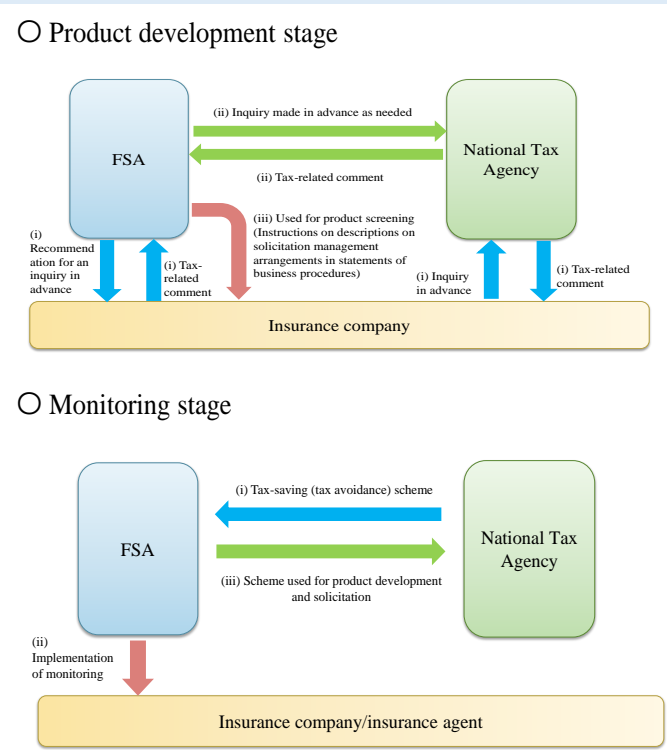 ○ Product development stage
FSA
National Tax
Agency
(ii) Inquiry made in advance as needed
(ii) Tax-related comment
(i)
Recommend
ation for an
inquiry in
advance
(i) Tax-
related
comment
(iii) Used for product screening
(Instructions on descriptions on
solicitation management
arrangements in statements of
business procedures)
(i) Inquiry
in advance
(i) Tax-related
comment
Insurance company
○ Monitoring stage
FSA
National Tax
Agency
(i) Tax-saving (tax avoidance) scheme
(iii) Scheme used for product development
and solicitation
(ii)
Implementation
of monitoring
Insurance company/insurance agent